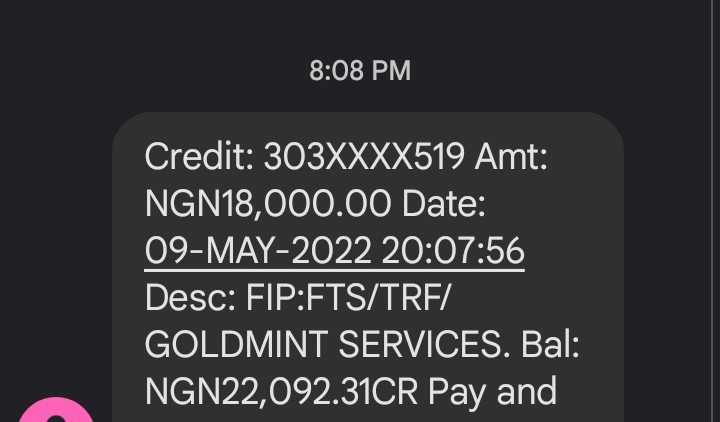 8:08 PM
Credit: 303XXXX519 Amt:
NGN18,000.00 Date:
09-MAY-2022 20:07:56
Desc: FIP:FTS/TRF/
GOLDMINT SERVICES. Bal:
NGN22,092.31CR Pay and